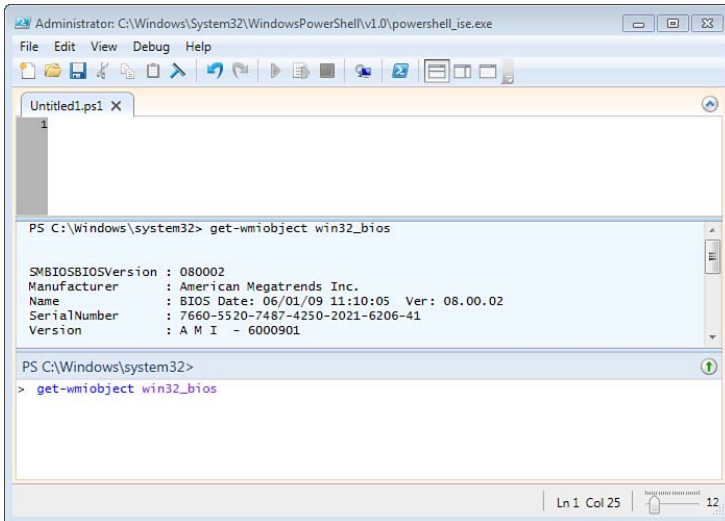 Administrator: C:\Windows\System32\WindowsPowerShell\v1.0\powershell_ise.exe
File Edit View Debug Help
Untitled1.ps1 X
1
PS C:\Windows\system32> get-wmiobject win32_bios
SMBIOSBIOSVersion : 080002
Manufacturer : American Megatrends Inc.
Name : BIOS Date: 06/01/09 11:10:05 Ver: 08.00.02
SerialNumber : 7660-5520-7487-4250-2021-6206-41
Version : A M I - 6000901
PS C:\Windows\system32>
> get-wmiobject win32_bios
Ln 1 Col 25 12